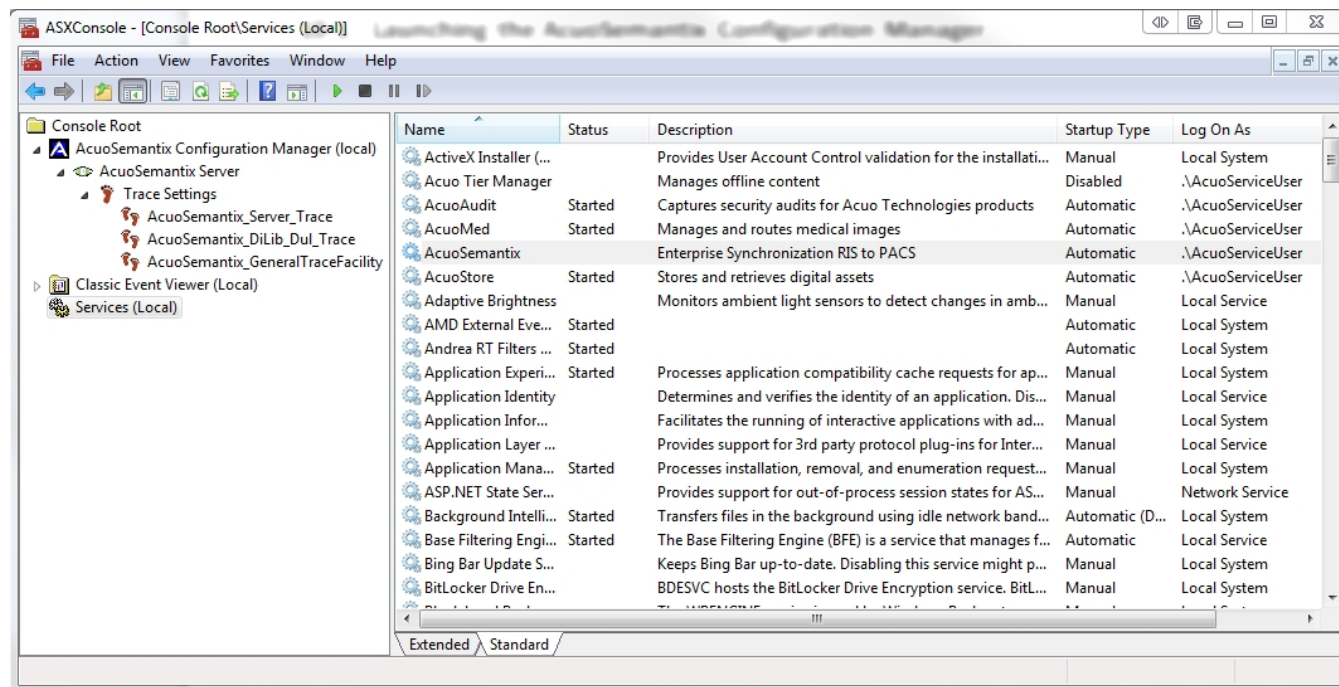 ASXConsole - [Console Root\Services (Local)]
Launching the AcuoSemantix Configuration Manager
File Action View Favorites Window Help
Console Root
AcuoSemantix Configuration Manager (local)
AcuoSemantix Server
Trace Settings
AcuoSemantix_Server_Trace
AcuoSemantix_DiLib_Dul_Trace
AcuoSemantix_GeneralTraceFacility
Classic Event Viewer (Local)
Services (Local)
Name Status Description Startup Type Log On As
ActiveX Installer (... Provides User Account Control validation for the installati... Manual Local System
Acuo Tier Manager Manages offline content Disabled .\AcuoServiceUser
AcuoAudit Started Captures security audits for Acuo Technologies products Automatic .\AcuoServiceUser
AcuoMed Started Manages and routes medical images Automatic .\AcuoServiceUser
AcuoSemantix Enterprise Synchronization RIS to PACS Automatic .\AcuoServiceUser
AcuoStore Started Stores and retrieves digital assets Automatic .\AcuoServiceUser
Adaptive Brightness Monitors ambient light sensors to detect changes in amb... Manual Local Service
AMD External Eve... Started Automatic Local System
Andrea RT Filters ... Started Automatic Local System
Application Experi... Started Processes application compatibility cache requests for ap... Manual Local System
Application Identity Determines and verifies the identity of an application. Dis... Manual Local Service
Application Infor... Facilitates the running of interactive applications with ad... Manual Local System
Application Layer ... Provides support for 3rd party protocol plug-ins for Inter... Manual Local Service
Application Mana... Started Processes installation, removal, and enumeration request... Manual Local System
ASP.NET State Ser... Provides support for out-of-process session states for AS... Manual Network Service
Background Intelli... Started Transfers files in the background using idle network band... Automatic (D... Local System
Base Filtering Engi... Started The Base Filtering Engine (BFE) is a service that manages f... Automatic Local Service
Bing Bar Update S... Keeps Bing Bar up-to-date. Disabling this service might p... Manual Local System
BitLocker Drive En... BDESVC hosts the BitLocker Drive Encryption service. BitL... Manual Local System
Extended Standard